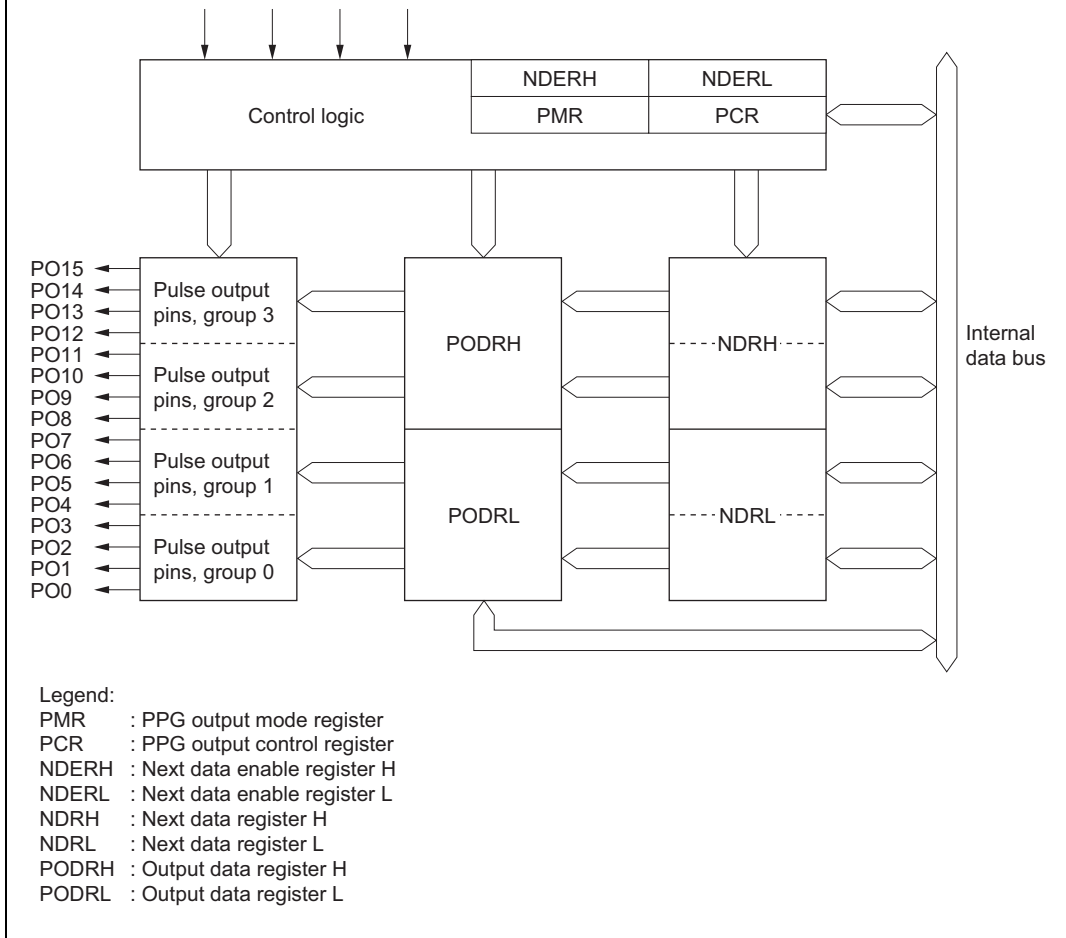 NDERH NDERL
Control logic PMR PCR
PO15
PO14
PO13
PO12
PO11
PO10
PO9
PO8
PO7
PO6
PO5
PO4
PO3
PO2
PO1
PO0
Pulse output
pins, group 3
Pulse output
pins, group 2
Pulse output
pins, group 1
Pulse output
pins, group 0
PODRH
PODRL
NDRH
NDRL
Internal
data bus
Legend:
PMR : PPG output mode register
PCR : PPG output control register
NDERH : Next data enable register H
NDERL : Next data enable register L
NDRH : Next data register H
NDRL : Next data register L
PODRH : Output data register H
PODRL : Output data register L